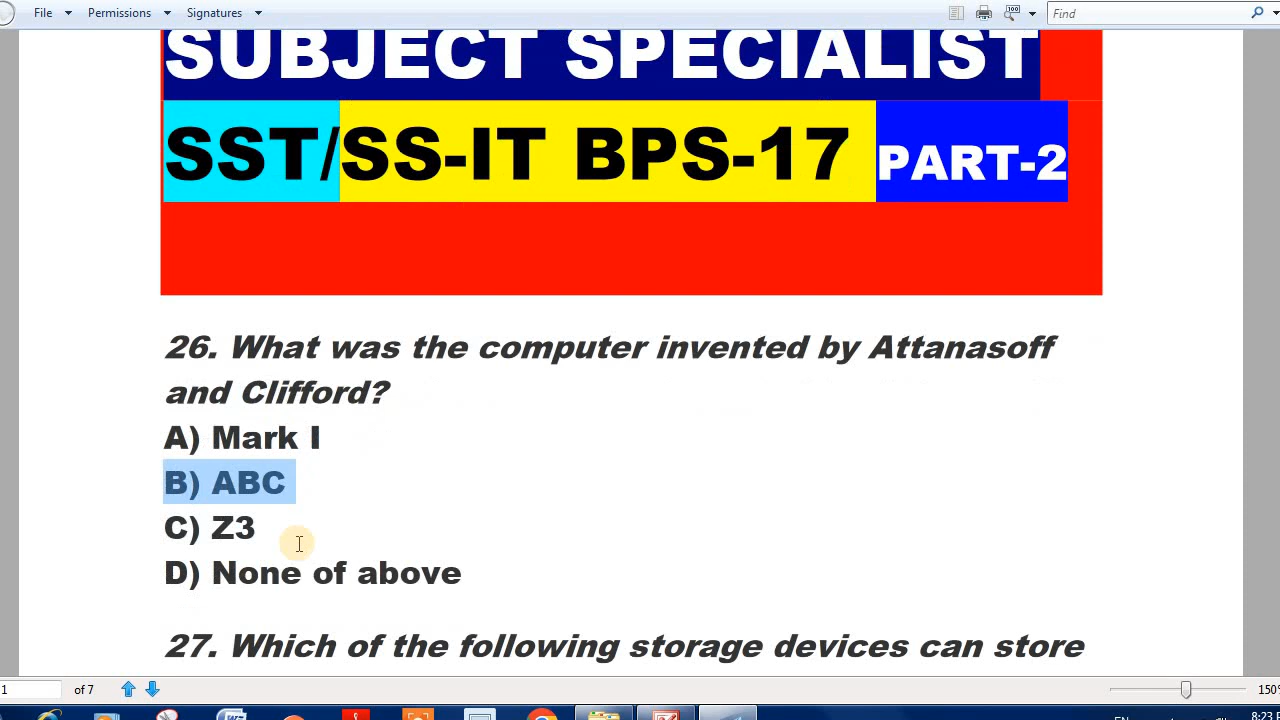 File Permissions Signatures Find
SUBJECT SPECIALIST
SST/SS-IT BPS-17 PART-2
26. What was the computer invented by Attanasoff
and Clifford?
A) Mark I
B) ABC
C) Z3
D) None of above
27. Which of the following storage devices can store
1 of 7 150%